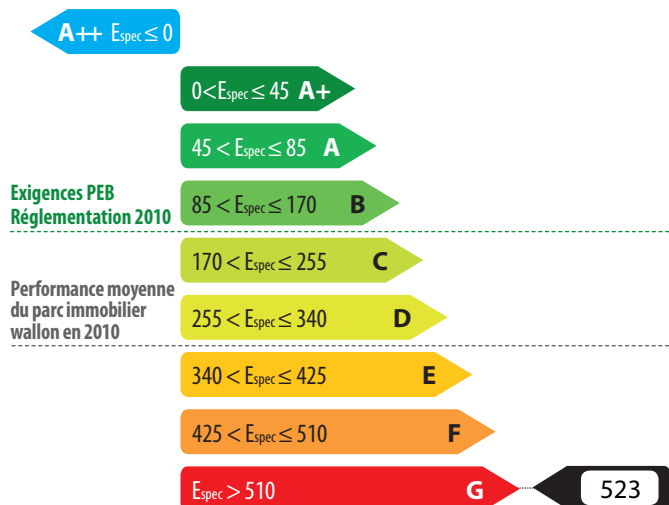 A++ Espec ≤ 0
0<Espec ≤ 45 A+
45 < Espec ≤ 85 A
Exigences PEB
Réglementation 2010
85 < Espec ≤ 170 B
170 < Espec ≤ 255 C
Performance moyenne
du parc immobilier
wallon en 2010
255 < Espec ≤ 340 D
340 < Espec ≤ 425 E
425 < Espec ≤ 510 F
Espec > 510 G 523